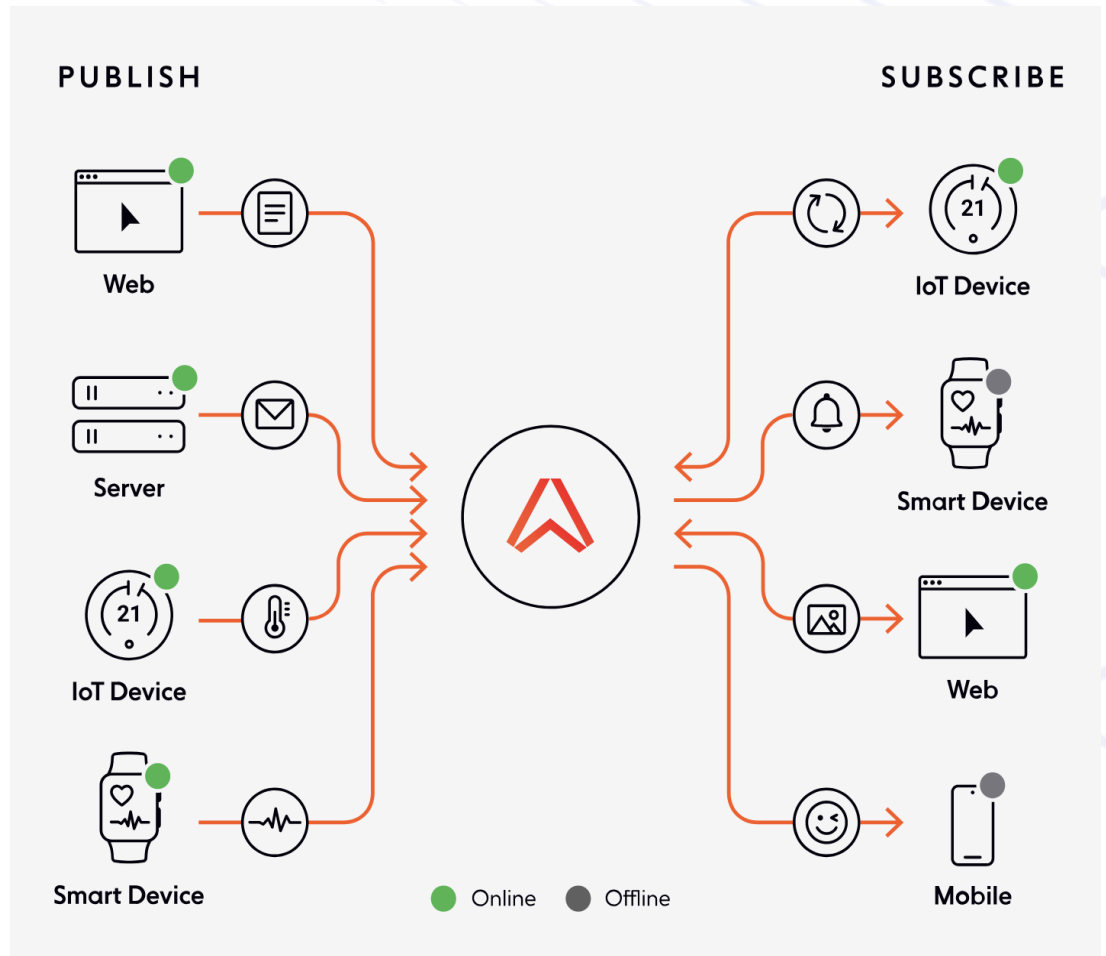 PUBLISH
SUBSCRIBE
Web
21
IoT Device
Server
Smart Device
21
IoT Device
Web
Smart Device
Mobile
Online
Offline